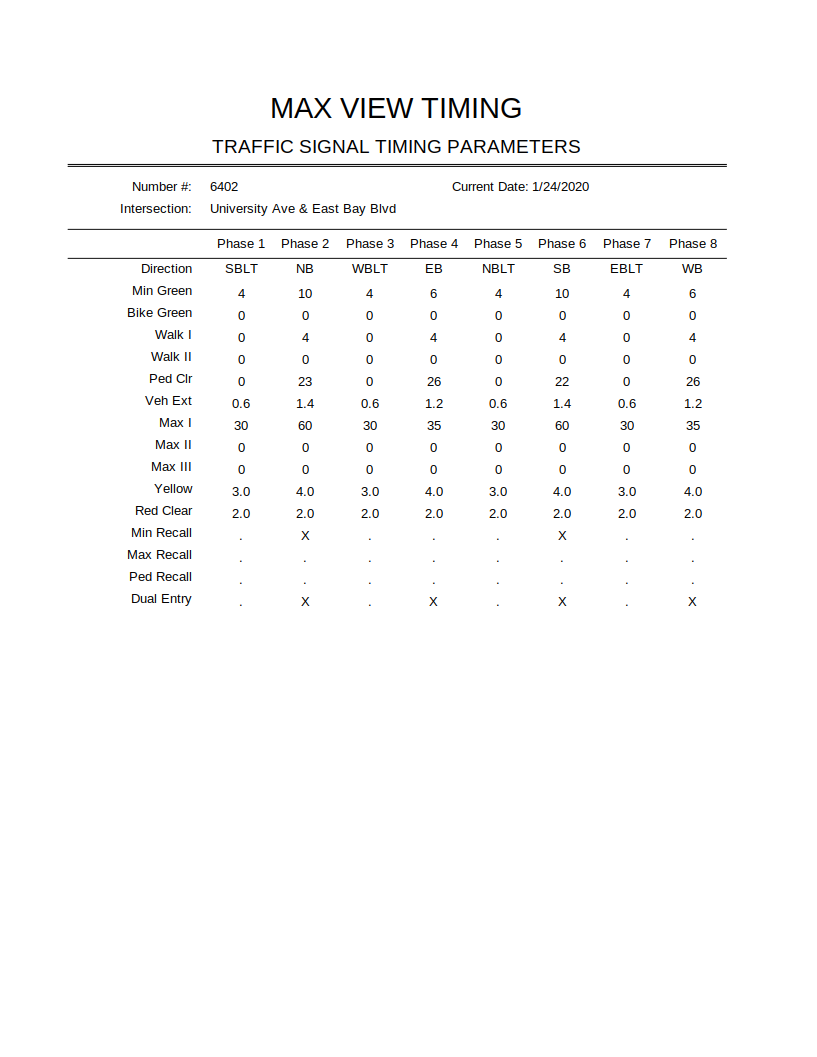 MAX VIEW TIMING
TRAFFIC SIGNAL TIMING PARAMETERS
Number #: 6402 Current Date: 1/24/2020
Intersection: University Ave & East Bay Blvd
Phase 1 Phase 2 Phase 3 Phase 4 Phase 5 Phase 6 Phase 7 Phase 8
Direction SBLT NB WBLT EB NBLT SB EBLT WB
Min Green 4 10 4 6 4 10 4 6
Bike Green 0 0 0 0 0 0 0 0
Walk I 0 4 0 4 0 4 0 4
Walk II 0 0 0 0 0 0 0 0
Ped Clr 0 23 0 26 0 22 0 26
Veh Ext 0.6 1.4 0.6 1.2 0.6 1.4 0.6 1.2
Max I 30 60 30 35 30 60 30 35
Max II 0 0 0 0 0 0 0 0
Max III 0 0 0 0 0 0 0 0
Yellow 3.0 4.0 3.0 4.0 3.0 4.0 3.0 4.0
Red Clear 2.0 2.0 2.0 2.0 2.0 2.0 2.0 2.0
Min Recall . X . . . X . .
Max Recall . . . . . . . .
Ped Recall . . . . . . . .
Dual Entry . X . X . X . X